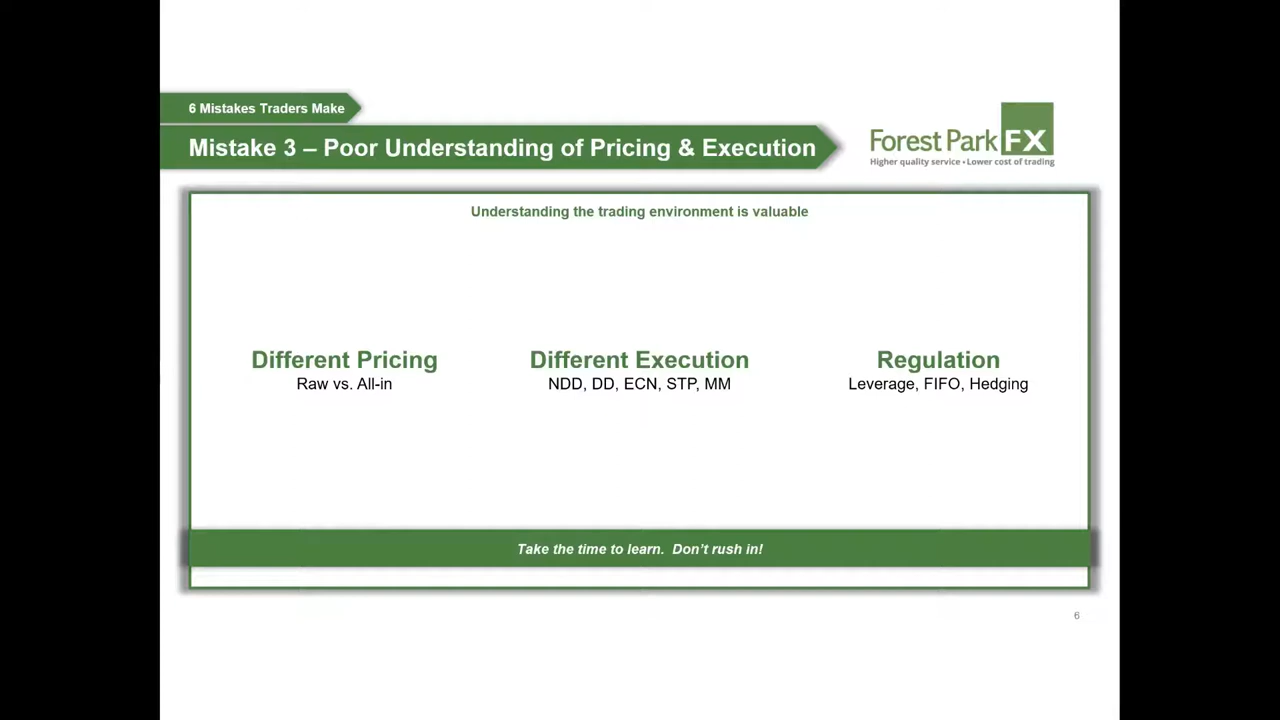 6 Mistakes Traders Make
Mistake 3 – Poor Understanding of Pricing & Execution
Forest Park FX
Higher quality service • Lower cost of trading
Understanding the trading environment is valuable
Different Pricing
Raw vs. All-in
Different Execution
NDD, DD, ECN, STP, MM
Regulation
Leverage, FIFO, Hedging
Take the time to learn.  Don’t rush in!
6